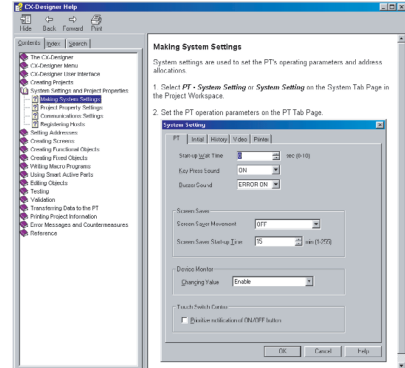 CX-Designer Help
Hide Back Forward Print
Contents Index Search
The CX-Designer
CX-Designer Menu
CX-Designer User Interface
Creating Projects
System Settings and Project Properties
Making System Settings
Project Property Settings
Communications Settings
Registering Hosts
Setting Addresses
Creating Screens
Creating Functional Objects
Creating Fixed Objects
Writing Macro Programs
Using Smart Active Parts
Editing Objects
Testing
Validation
Transferring Data to the PT
Printing Project Information
Error Messages and Countermeasures
Reference
Making System Settings
System settings are used to set the PT's operating parameters and address
allocations.
1. Select PT - System Setting or System Setting on the System Tab Page in
the Project Workspace.
2. Set the PT operation parameters on the PT Tab Page.
System Setting
PT Initial History Video Printer
Start-up Wait Time sec (0-10)
Key Press Sound ON
Buzzer Sound ERROR ON
Screen Saver
Screen Saver Movement OFF
Screen Saver Start-up Time 15 min (1-255)
Device Monitor
Changing Value Enable
Touch Switch Control
Prioritize notification of ON/OFF button
OK Cancel Help